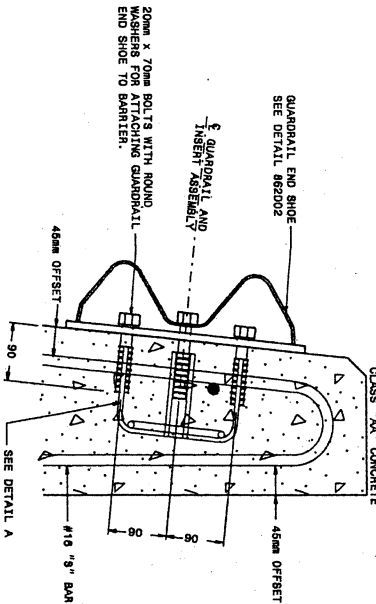 GUARDRAIL END SHOE
SEE DETAIL 862D02
℄ GUARDRAIL AND
INSERT ASSEMBLY
20mm x 70mm BOLTS WITH ROUND
WASHERS FOR ATTACHING GUARDRAIL
END SHOE TO BARRIER.
CLASS "AA" CONCRETE
45mm OFFSET
45mm OFFSET
90
90
90
#16 "S" BAR
SEE DETAIL A